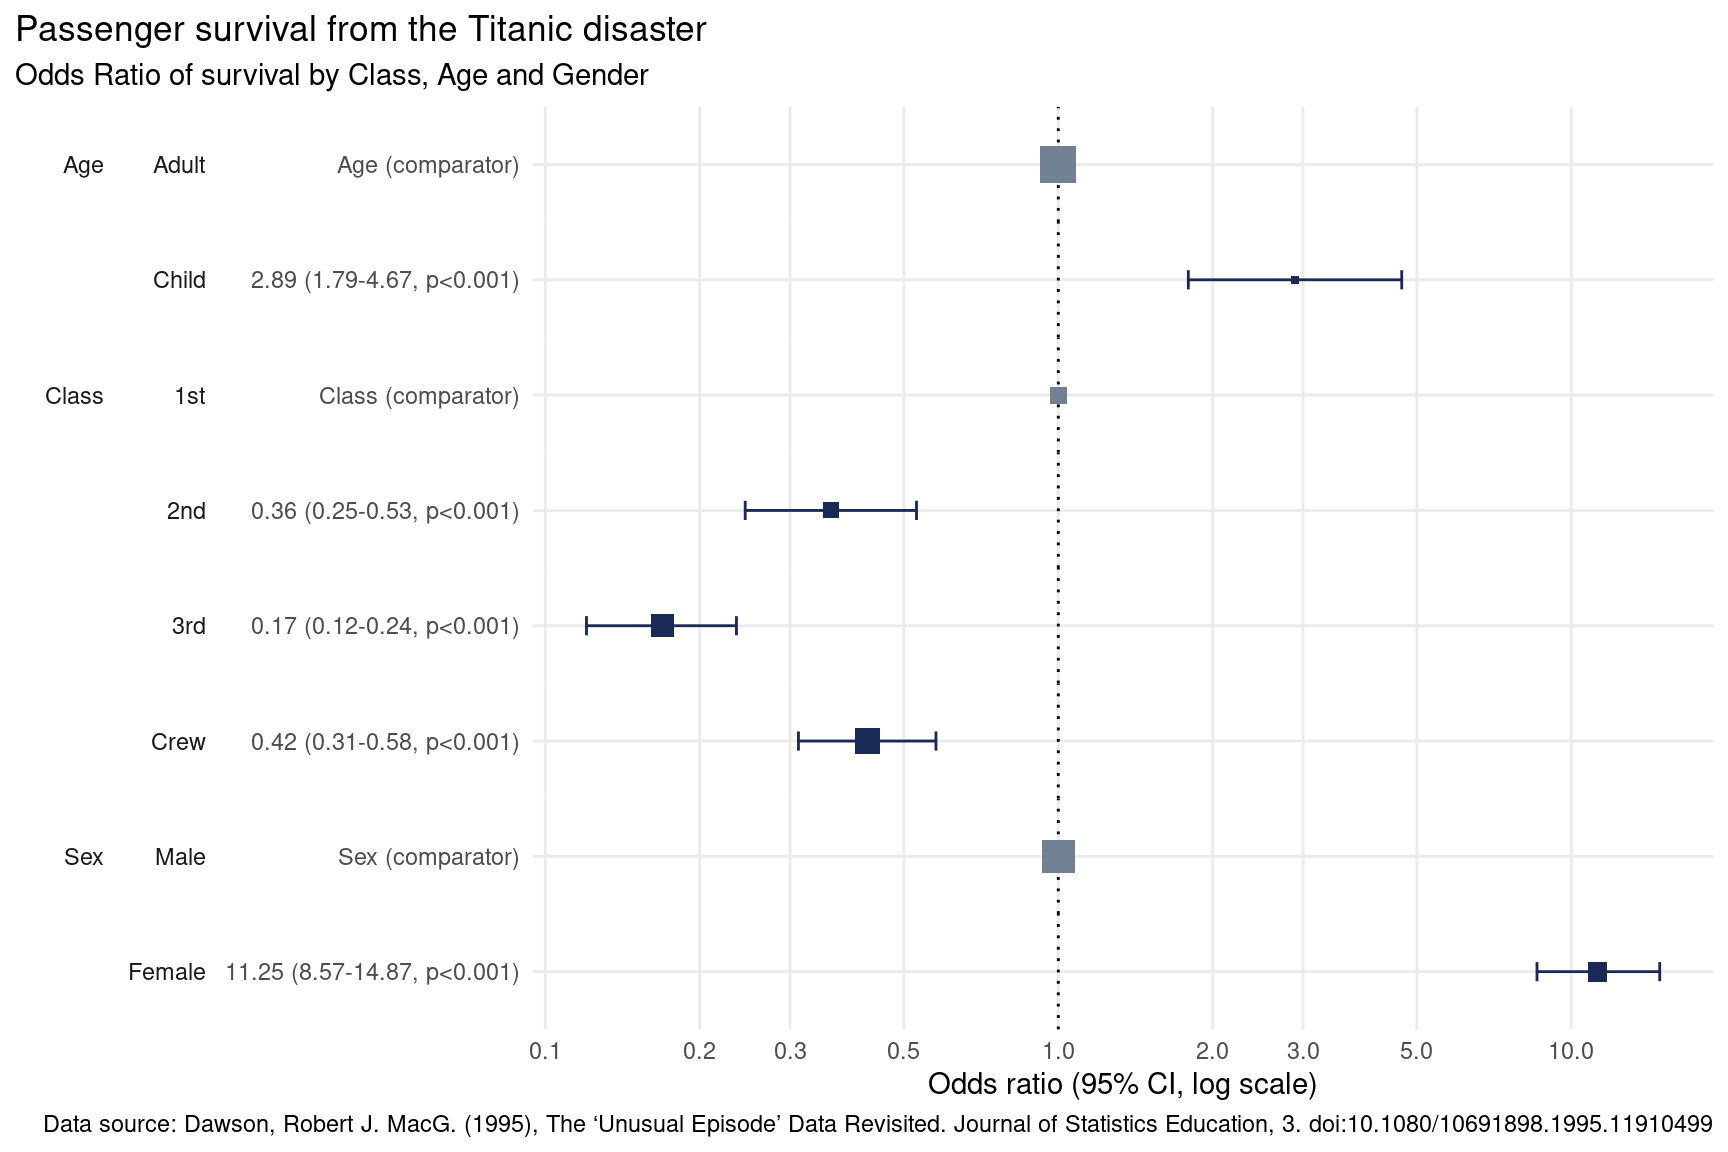 Passenger survival from the Titanic disaster
Odds Ratio of survival by Class, Age and Gender
Age Adult Age (comparator)
Child 2.89 (1.79-4.67, p<0.001)
Class 1st Class (comparator)
2nd 0.36 (0.25-0.53, p<0.001)
3rd 0.17 (0.12-0.24, p<0.001)
Crew 0.42 (0.31-0.58, p<0.001)
Sex Male Sex (comparator)
Female 11.25 (8.57-14.87, p<0.001)
0.1 0.2 0.3 0.5 1.0 2.0 3.0 5.0 10.0
Odds ratio (95% CI, log scale)
Data source: Dawson, Robert J. MacG. (1995), The ‘Unusual Episode’ Data Revisited. Journal of Statistics Education, 3. doi:10.1080/10691898.1995.11910499